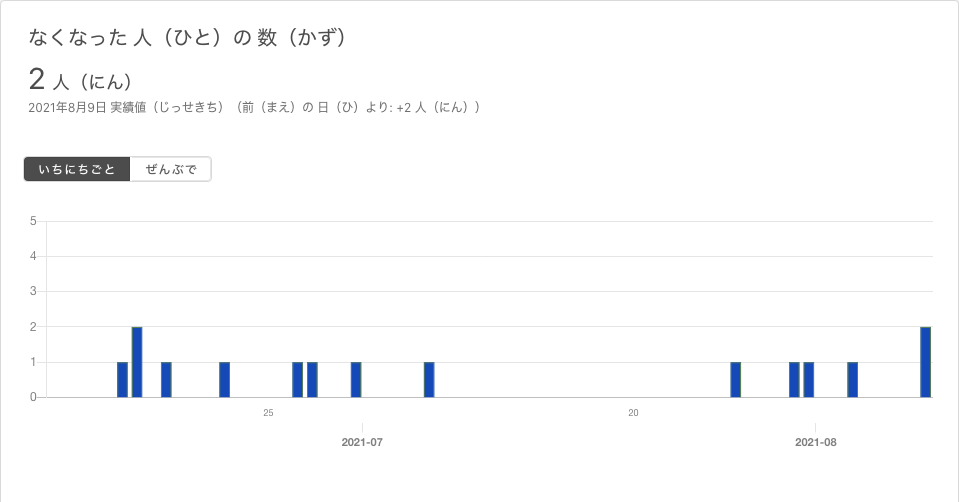 なくなった 人（ひと）の 数（かず）
2 人（にん）
2021年8月9日 実績値（じっせきち）（前（まえ）の 日（ひ）より: +2 人（にん））
いちにちごと ぜんぶで
5
4
3
2
1
0
25 20
2021-07 2021-08